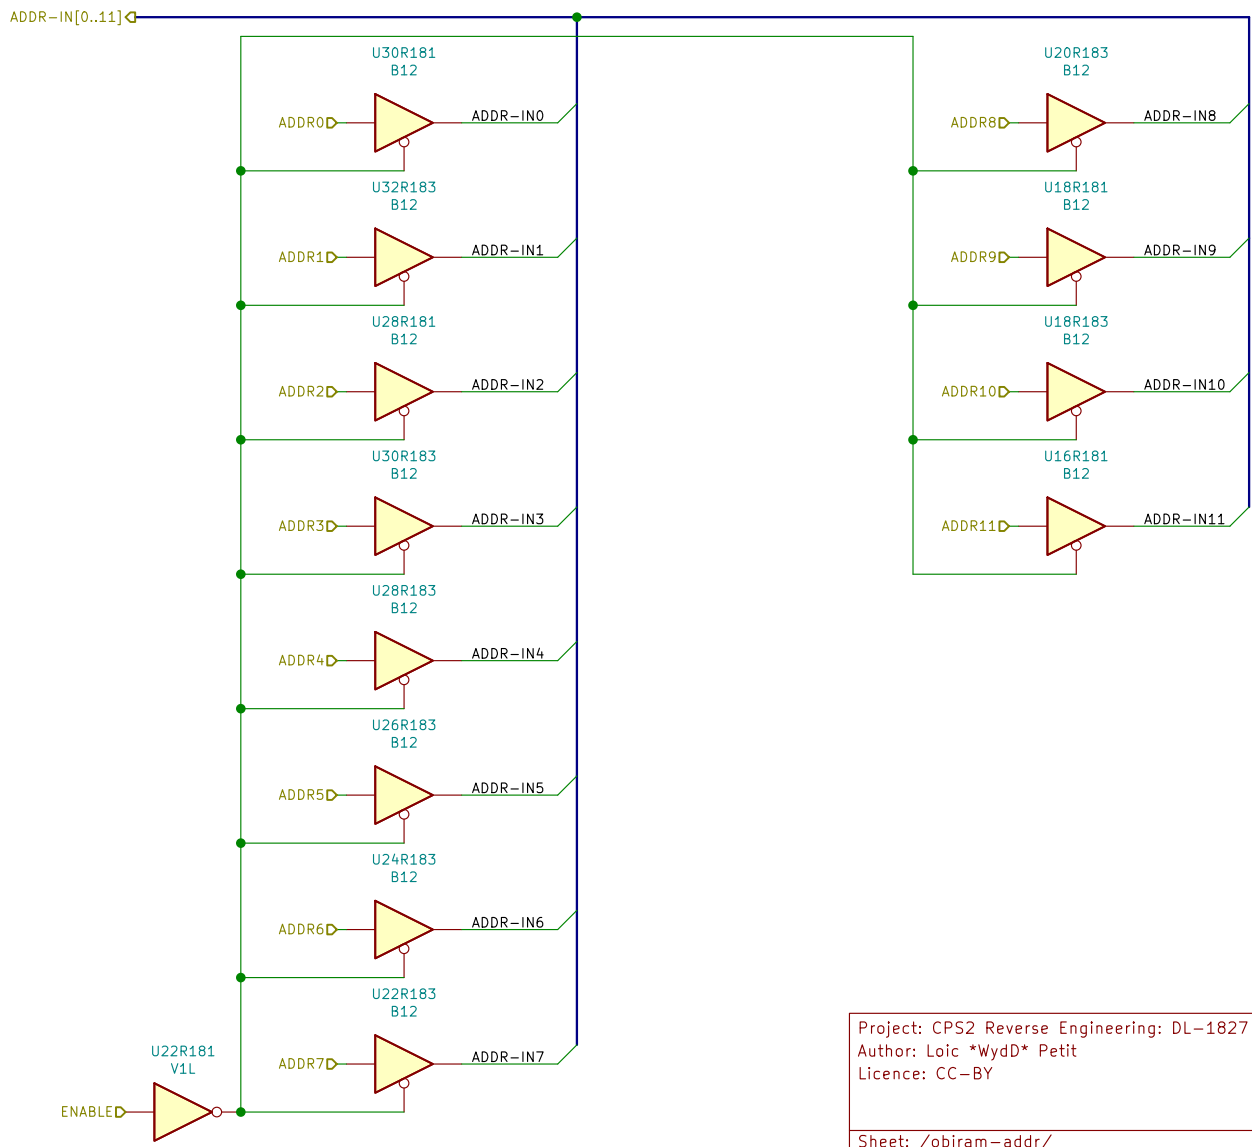 ADDR-IN[0..11]
U30R181
B12
ADDR0
ADDR-IN0
U32R183
B12
ADDR1
ADDR-IN1
U28R181
B12
ADDR2
ADDR-IN2
U30R183
B12
ADDR3
ADDR-IN3
U28R183
B12
ADDR4
ADDR-IN4
U26R183
B12
ADDR5
ADDR-IN5
U24R183
B12
ADDR6
ADDR-IN6
U22R183
B12
ADDR7
ADDR-IN7
U22R181
V1L
ENABLE
U20R183
B12
ADDR8
ADDR-IN8
U18R181
B12
ADDR9
ADDR-IN9
U18R183
B12
ADDR10
ADDR-IN10
U16R181
B12
ADDR11
ADDR-IN11
Project: CPS2 Reverse Engineering: DL-1827
Author: Loic *WydD* Petit
Licence: CC-BY
Sheet: /obiram-addr/